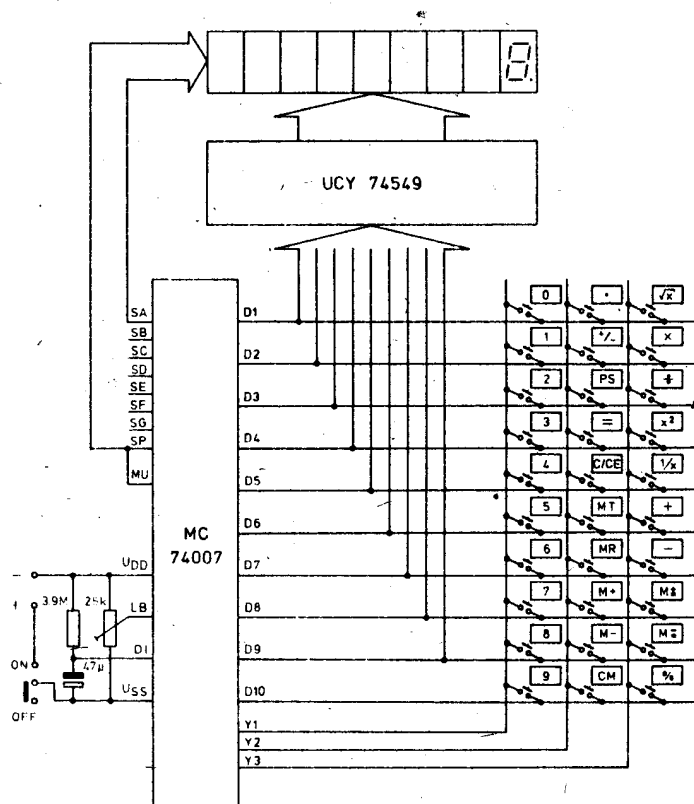 UCY 74549
MC
74007
SA
SB
SC
SD
SE
SF
SG
SP
MU
UDD
LB
DI
USS
3.9M
25k
47µ
ON
OFF
D1
D2
D3
D4
D5
D6
D7
D8
D9
D10
Y1
Y2
Y3
0 · √x
1 +/- ×
2 PS ÷
3 = x²
4 C/CE 1/x
5 MT +
6 MR −
7 M+
8 M−
9 CM %